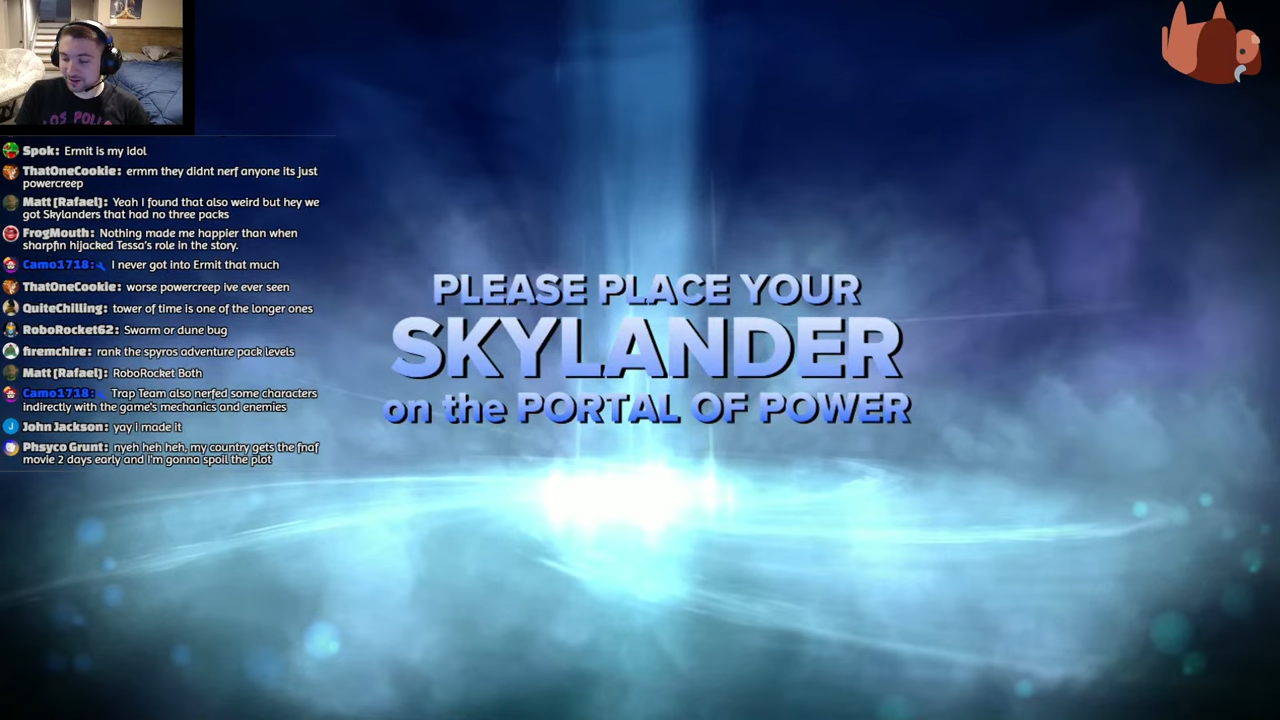 LOS POLL
Spok: Ermit is my idol
ThatOneCookie: ermm they didnt nerf anyone its just
powercreep
Matt (Rafael): Yeah I found that also weird but hey we
got Skylanders that had no three packs
FrogMouth: Nothing made me happier than when
sharpfin hijacked Tessa's role in the story.
Camo1718: I never got into Ermit that much
ThatOneCookie: worse powercreep ive ever seen
QuiteChilling: tower of time is one of the longer ones
RoboRocket62: Swarm or dune bug
firemchire: rank the spyros adventure pack levels
Matt (Rafael): RoboRocket Both
Camo1718: Trap Team also nerfed some characters
indirectly with the game's mechanics and enemies
J John Jackson: yay i made it
Phsyco Grunt: nyeh heh heh, my country gets the fnaf
movie 2 days early and I'm gonna spoil the plot
PLEASE PLACE YOUR
SKYLANDER
on the PORTAL OF POWER